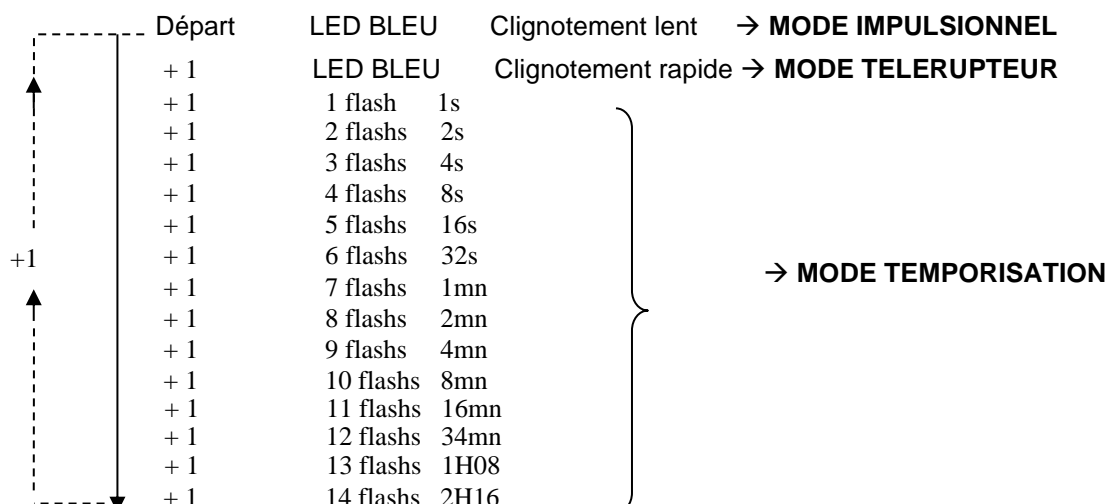 Départ LED BLEU Clignotement lent → MODE IMPULSIONNEL
+ 1 LED BLEU Clignotement rapide → MODE TELERUPTEUR
+ 1 1 flash 1s
+ 1 2 flashs 2s
+ 1 3 flashs 4s
+ 1 4 flashs 8s
+ 1 5 flashs 16s
+1 + 1 6 flashs 32s
→ MODE TEMPORISATION
+ 1 7 flashs 1mn
+ 1 8 flashs 2mn
+ 1 9 flashs 4mn
+ 1 10 flashs 8mn
+ 1 11 flashs 16mn
+ 1 12 flashs 34mn
+ 1 13 flashs 1H08
+ 1 14 flashs 2H16